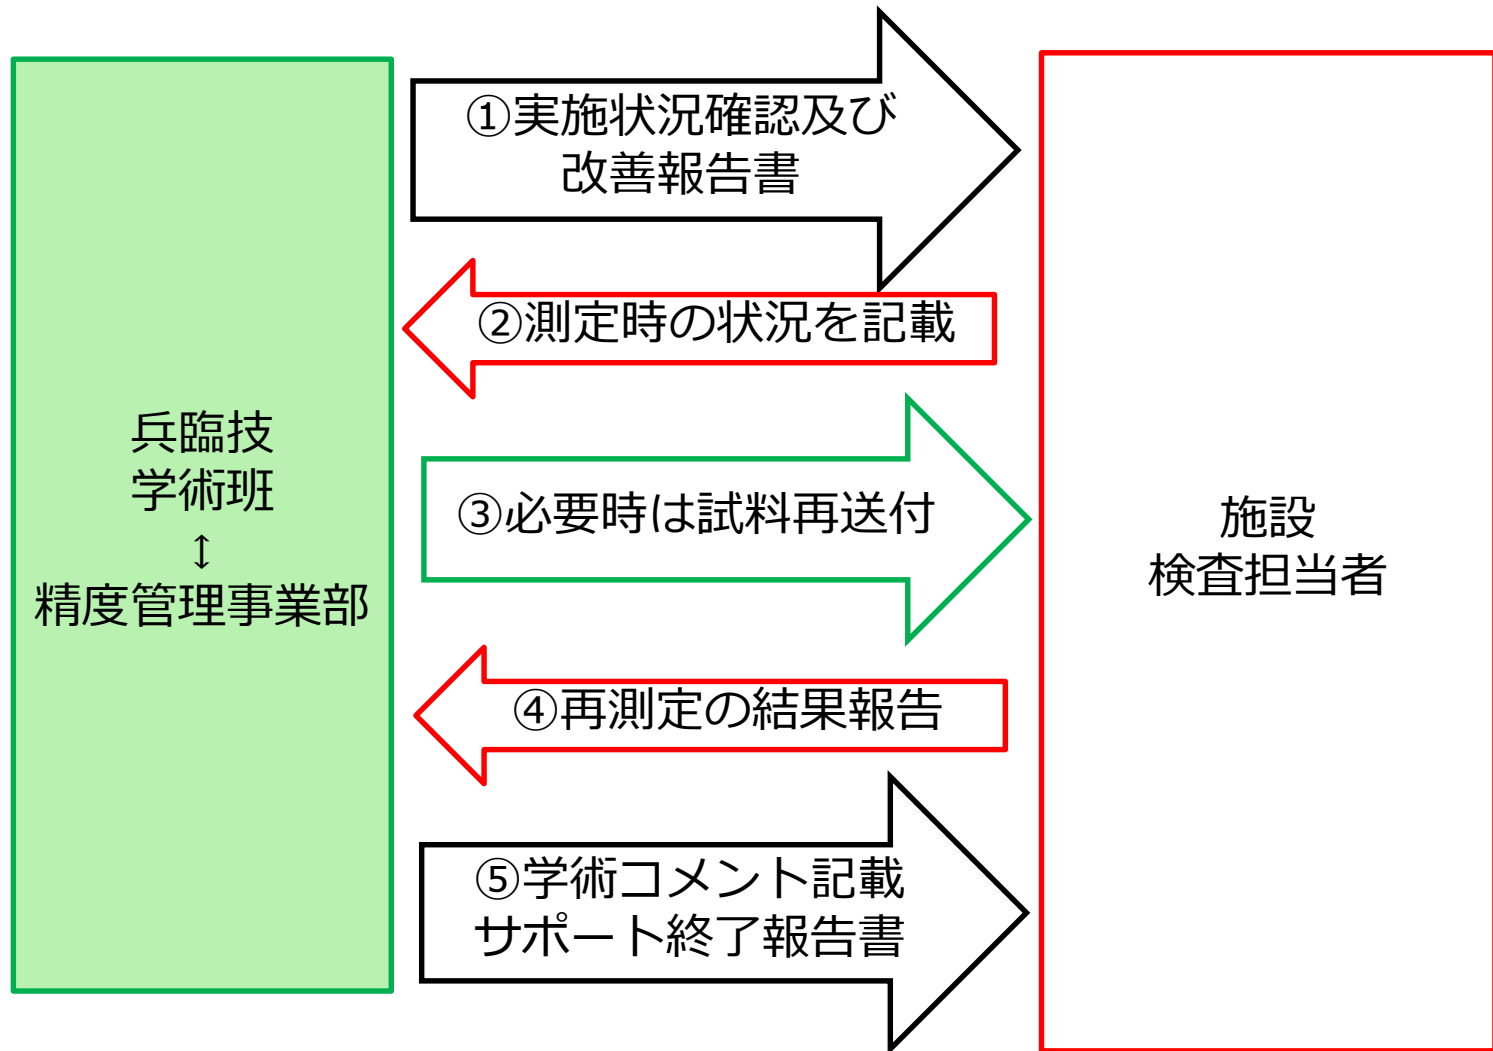 兵臨技
学術班
↕
精度管理事業部
①実施状況確認及び
改善報告書
②測定時の状況を記載
③必要時は試料再送付
④再測定の結果報告
⑤学術コメント記載
サポート終了報告書
施設
検査担当者